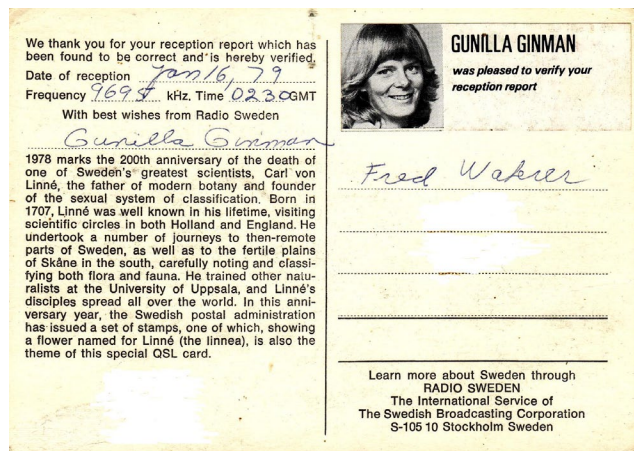 We thank you for your reception report which has
been found to be correct and is hereby verified.
Date of reception Jan 16, 79
Frequency 9695 kHz. Time 0230 GMT
With best wishes from Radio Sweden
Gunilla Ginman
1978 marks the 200th anniversary of the death of
one of Sweden's greatest scientists, Carl von
Linné, the father of modern botany and founder
of the sexual system of classification. Born in
1707, Linné was well known in his lifetime, visiting
scientific circles in both Holland and England. He
undertook a number of journeys to then-remote
parts of Sweden, as well as to the fertile plains
of Skåne in the south, carefully noting and classi-
fying both flora and fauna. He trained other natu-
ralists at the University of Uppsala, and Linné's
disciples spread all over the world. In this anni-
versary year, the Swedish postal administration
has issued a set of stamps, one of which, showing
a flower named for Linné (the linnea), is also the
theme of this special QSL card.
GUNILLA GINMAN
was pleased to verify your
reception report
Fred
Learn more about Sweden through
RADIO SWEDEN
The International Service of
The Swedish Broadcasting Corporation
S-105 10 Stockholm Sweden